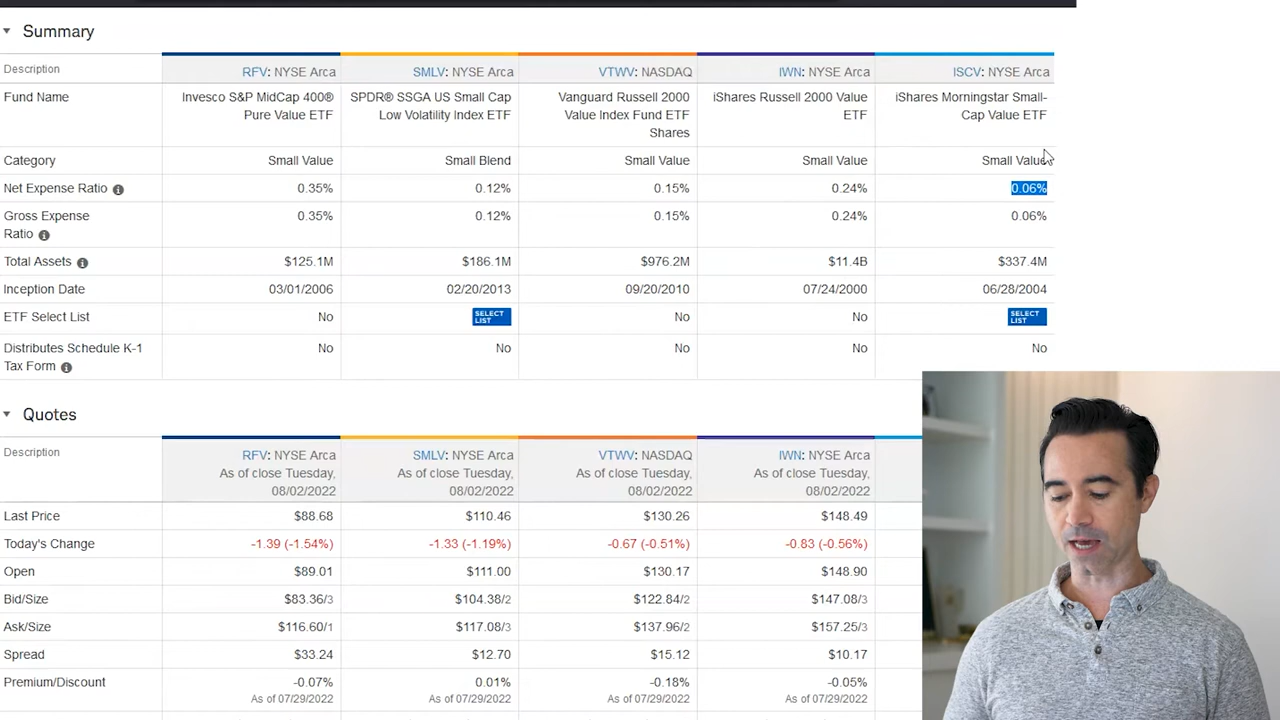 Summary
Description RFV: NYSE Arca SMLV: NYSE Arca VTWV: NASDAQ IWN: NYSE Arca ISCV: NYSE Arca
Fund Name Invesco S&P MidCap 400® SPDR® SSGA US Small Cap Vanguard Russell 2000 iShares Russell 2000 Value iShares Morningstar Small-
Pure Value ETF Low Volatility Index ETF Value Index Fund ETF ETF Cap Value ETF
Shares
Category Small Value Small Blend Small Value Small Value Small Value
Net Expense Ratio 0.35% 0.12% 0.15% 0.24% 0.06%
Gross Expense 0.35% 0.12% 0.15% 0.24% 0.06%
Ratio
Total Assets $125.1M $186.1M $976.2M $11.4B $337.4M
Inception Date 03/01/2006 02/20/2013 09/20/2010 07/24/2000 06/28/2004
ETF Select List No SELECT No No SELECT
LIST LIST
Distributes Schedule K-1 No No No No No
Tax Form
Quotes
Description RFV: NYSE Arca SMLV: NYSE Arca VTWV: NASDAQ IWN: NYSE Arca
As of close Tuesday, As of close Tuesday, As of close Tuesday, As of close Tuesday,
08/02/2022 08/02/2022 08/02/2022 08/02/2022
Last Price $88.68 $110.46 $130.26 $148.49
Today's Change -1.39 (-1.54%) -1.33 (-1.19%) -0.67 (-0.51%) -0.83 (-0.56%)
Open $89.01 $111.00 $130.17 $148.90
Bid/Size $83.36/3 $104.38/2 $122.84/2 $147.08/3
Ask/Size $116.60/1 $117.08/3 $137.96/2 $157.25/3
Spread $33.24 $12.70 $15.12 $10.17
Premium/Discount -0.07% 0.01% -0.18% -0.05%
As of 07/29/2022 As of 07/29/2022 As of 07/29/2022 As of 07/29/2022